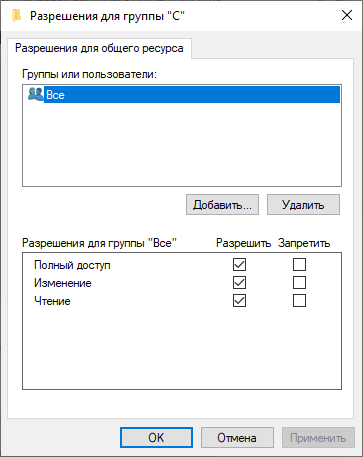 Разрешения для группы "C"
Разрешения для общего ресурса
Группы или пользователи:
Все
Добавить... Удалить
Разрешения для группы "Все" Разрешить Запретить
Полный доступ
Изменение
Чтение
OK Отмена Применить